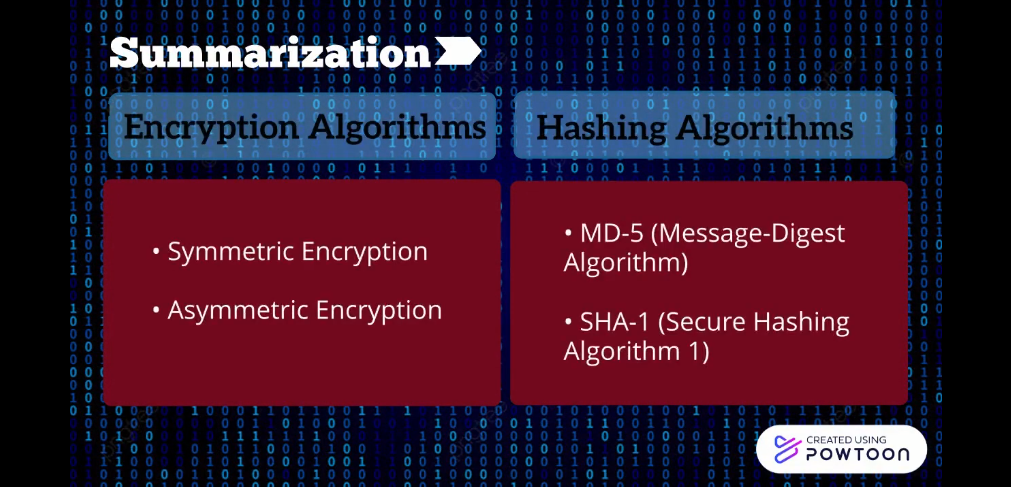 Summarization
Encryption Algorithms
Hashing Algorithms
• Symmetric Encryption
• Asymmetric Encryption
• MD-5 (Message-Digest
Algorithm)
• SHA-1 (Secure Hashing
Algorithm 1)
CREATED USING
POWTOON